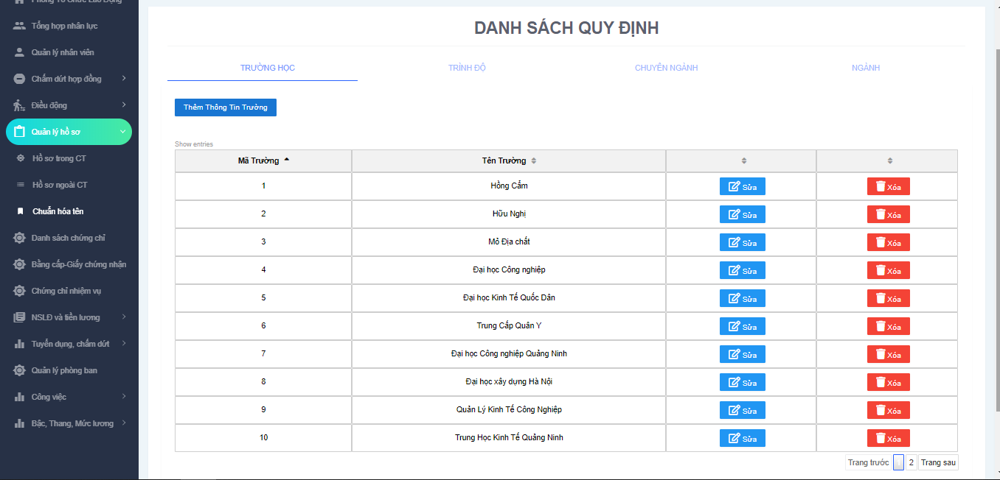 Phòng Tổ Chức Lao Động
Tổng hợp nhân lực
Quản lý nhân viên
Chấm dứt hợp đồng
Điều động
Quản lý hồ sơ
Hồ sơ trong CT
Hồ sơ ngoài CT
Chuẩn hóa tên
Danh sách chứng chỉ
Bằng cấp-Giấy chứng nhận
Chứng chỉ nhiệm vụ
NSLĐ và tiền lương
Tuyển dụng, chấm dứt
Quản lý phòng ban
Công việc
Bậc, Thang, Mức lương
DANH SÁCH QUY ĐỊNH
TRƯỜNG HỌC TRÌNH ĐỘ CHUYÊN NGÀNH NGÀNH
Thêm Thông Tin Trường
Show entries
Mã Trường Tên Trường
1 Hồng Cẩm Sửa Xóa
2 Hữu Nghị Sửa Xóa
3 Mỏ Địa chất Sửa Xóa
4 Đại học Công nghiệp Sửa Xóa
5 Đại học Kinh Tế Quốc Dân Sửa Xóa
6 Trung Cấp Quân Y Sửa Xóa
7 Đại học Công nghiệp Quảng Ninh Sửa Xóa
8 Đại học xây dựng Hà Nội Sửa Xóa
9 Quản Lý Kinh Tế Công Nghiệp Sửa Xóa
10 Trung Học Kinh Tế Quảng Ninh Sửa Xóa
Trang trước 2 Trang sau